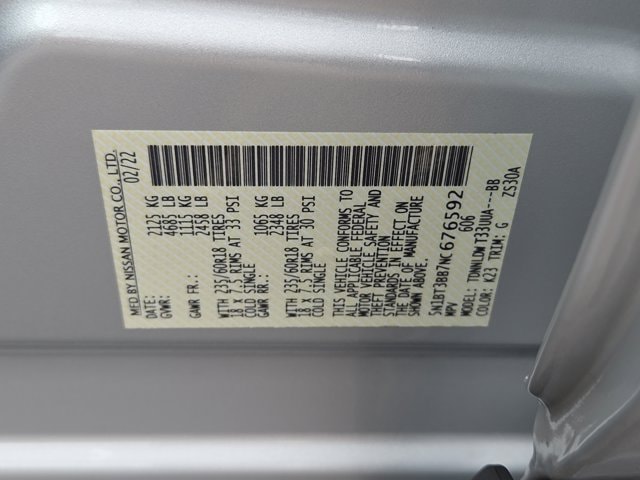 MFD BY NISSAN MOTOR CO., LTD.
DATE: 02/22
GVWR: 2125 KG
4685 LB
GAWR FR.: 1115 KG
2458 LB
WITH 235/60R18 TIRES
18 x 7.5 RIMS AT 33 PSI
COLD SINGLE
GAWR RR.: 1065 KG
2348 LB
WITH 235/60R18 TIRES
18 x 7.5 RIMS AT 30 PSI
COLD SINGLE
THIS VEHICLE CONFORMS TO
ALL APPLICABLE FEDERAL
MOTOR VEHICLE SAFETY AND
THEFT PREVENTION
STANDARDS IN EFFECT ON
THE DATE OF MANUFACTURE
SHOWN ABOVE.
5N1BT3BB7NC676592
MPV 606
MODEL: T33UUA---BB
COLOR: K23 TRIM: G ZS30A